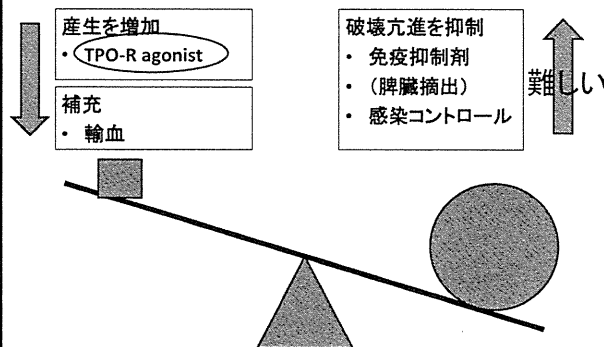 産生を増加
・ TPO-R agonist
補充
・ 輸血
破壊亢進を抑制
・ 免疫抑制剤
・ (脾臓摘出)
・ 感染コントロール
難しい